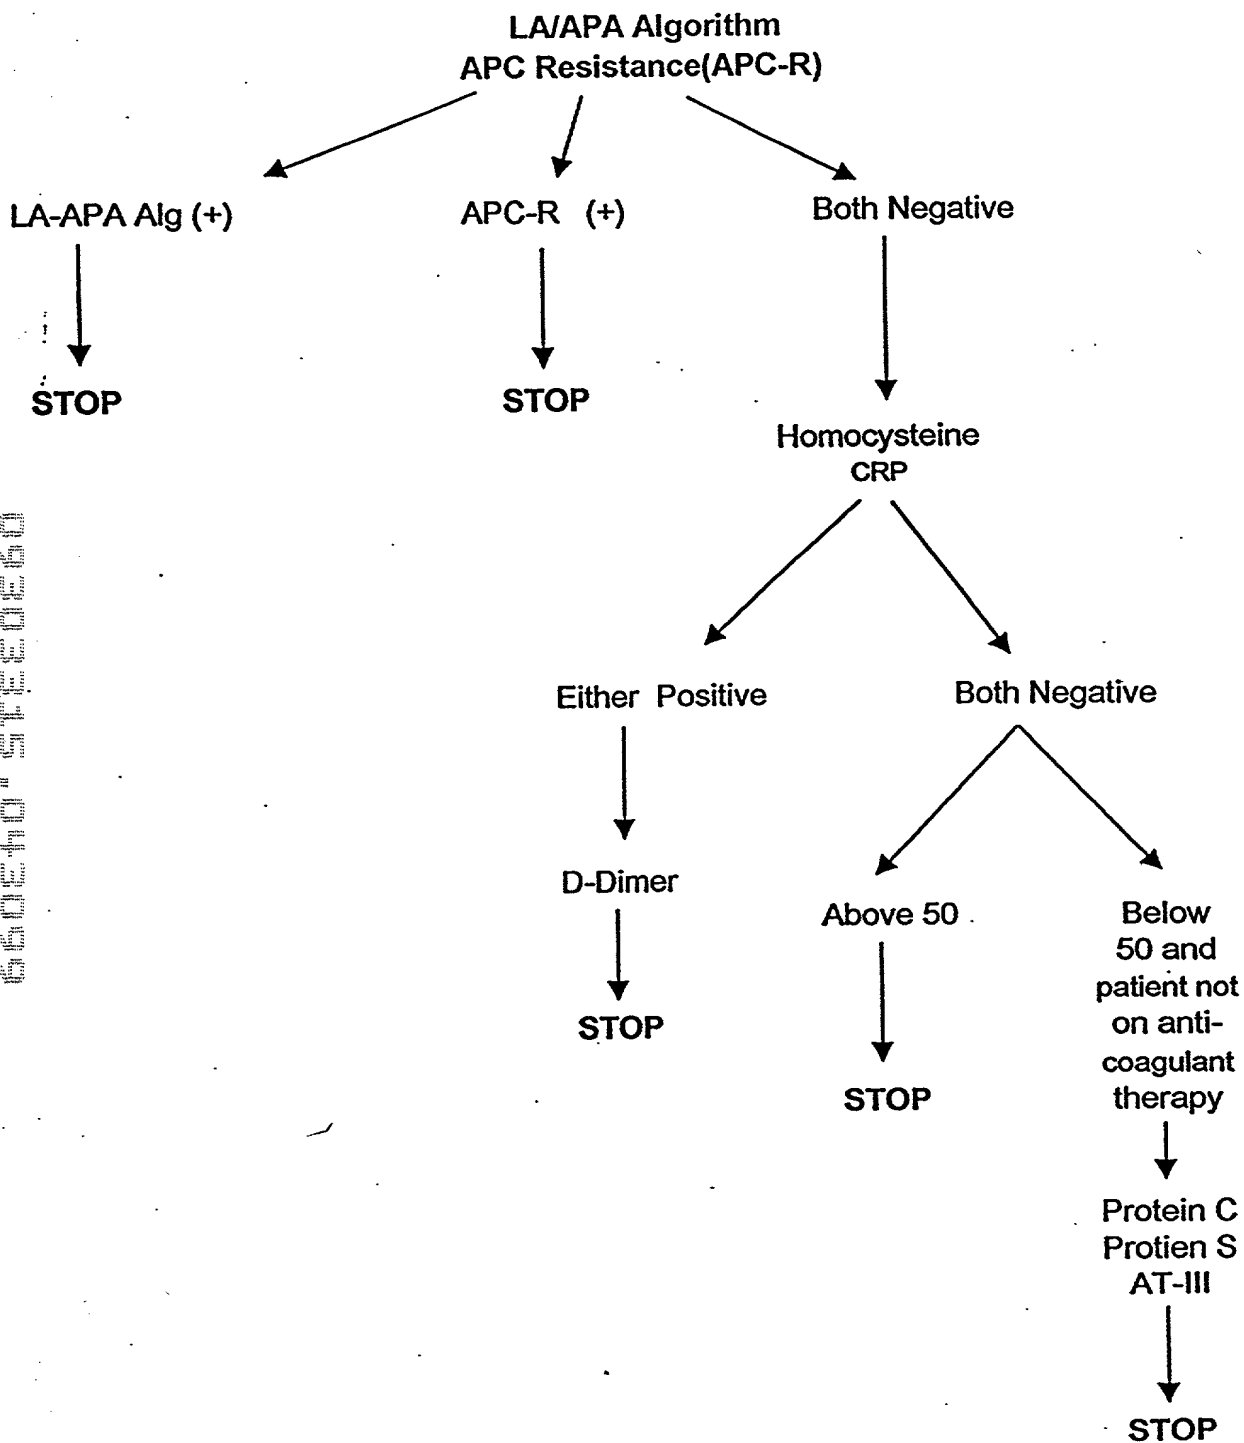 LA/APA Algorithm
APC Resistance(APC-R)
LA-APA Alg (+)
APC-R (+)
Both Negative
STOP
STOP
Homocysteine
CRP
Either Positive
Both Negative
D-Dimer
Above 50
Below
50 and
patient not
on anti-
coagulant
therapy
STOP
STOP
Protein C
Protien S
AT-III
STOP